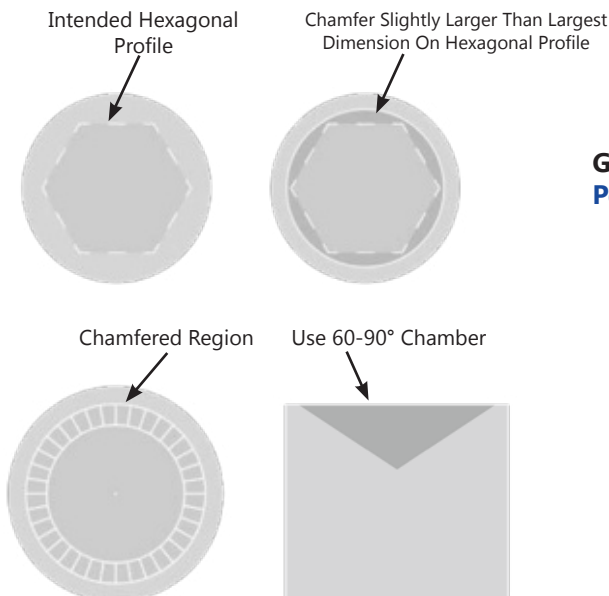 Intended Hexagonal
Profile
Chamfer Slightly Larger Than Largest
Dimension On Hexagonal Profile
G
P
Chamfered Region
Use 60-90° Chamber